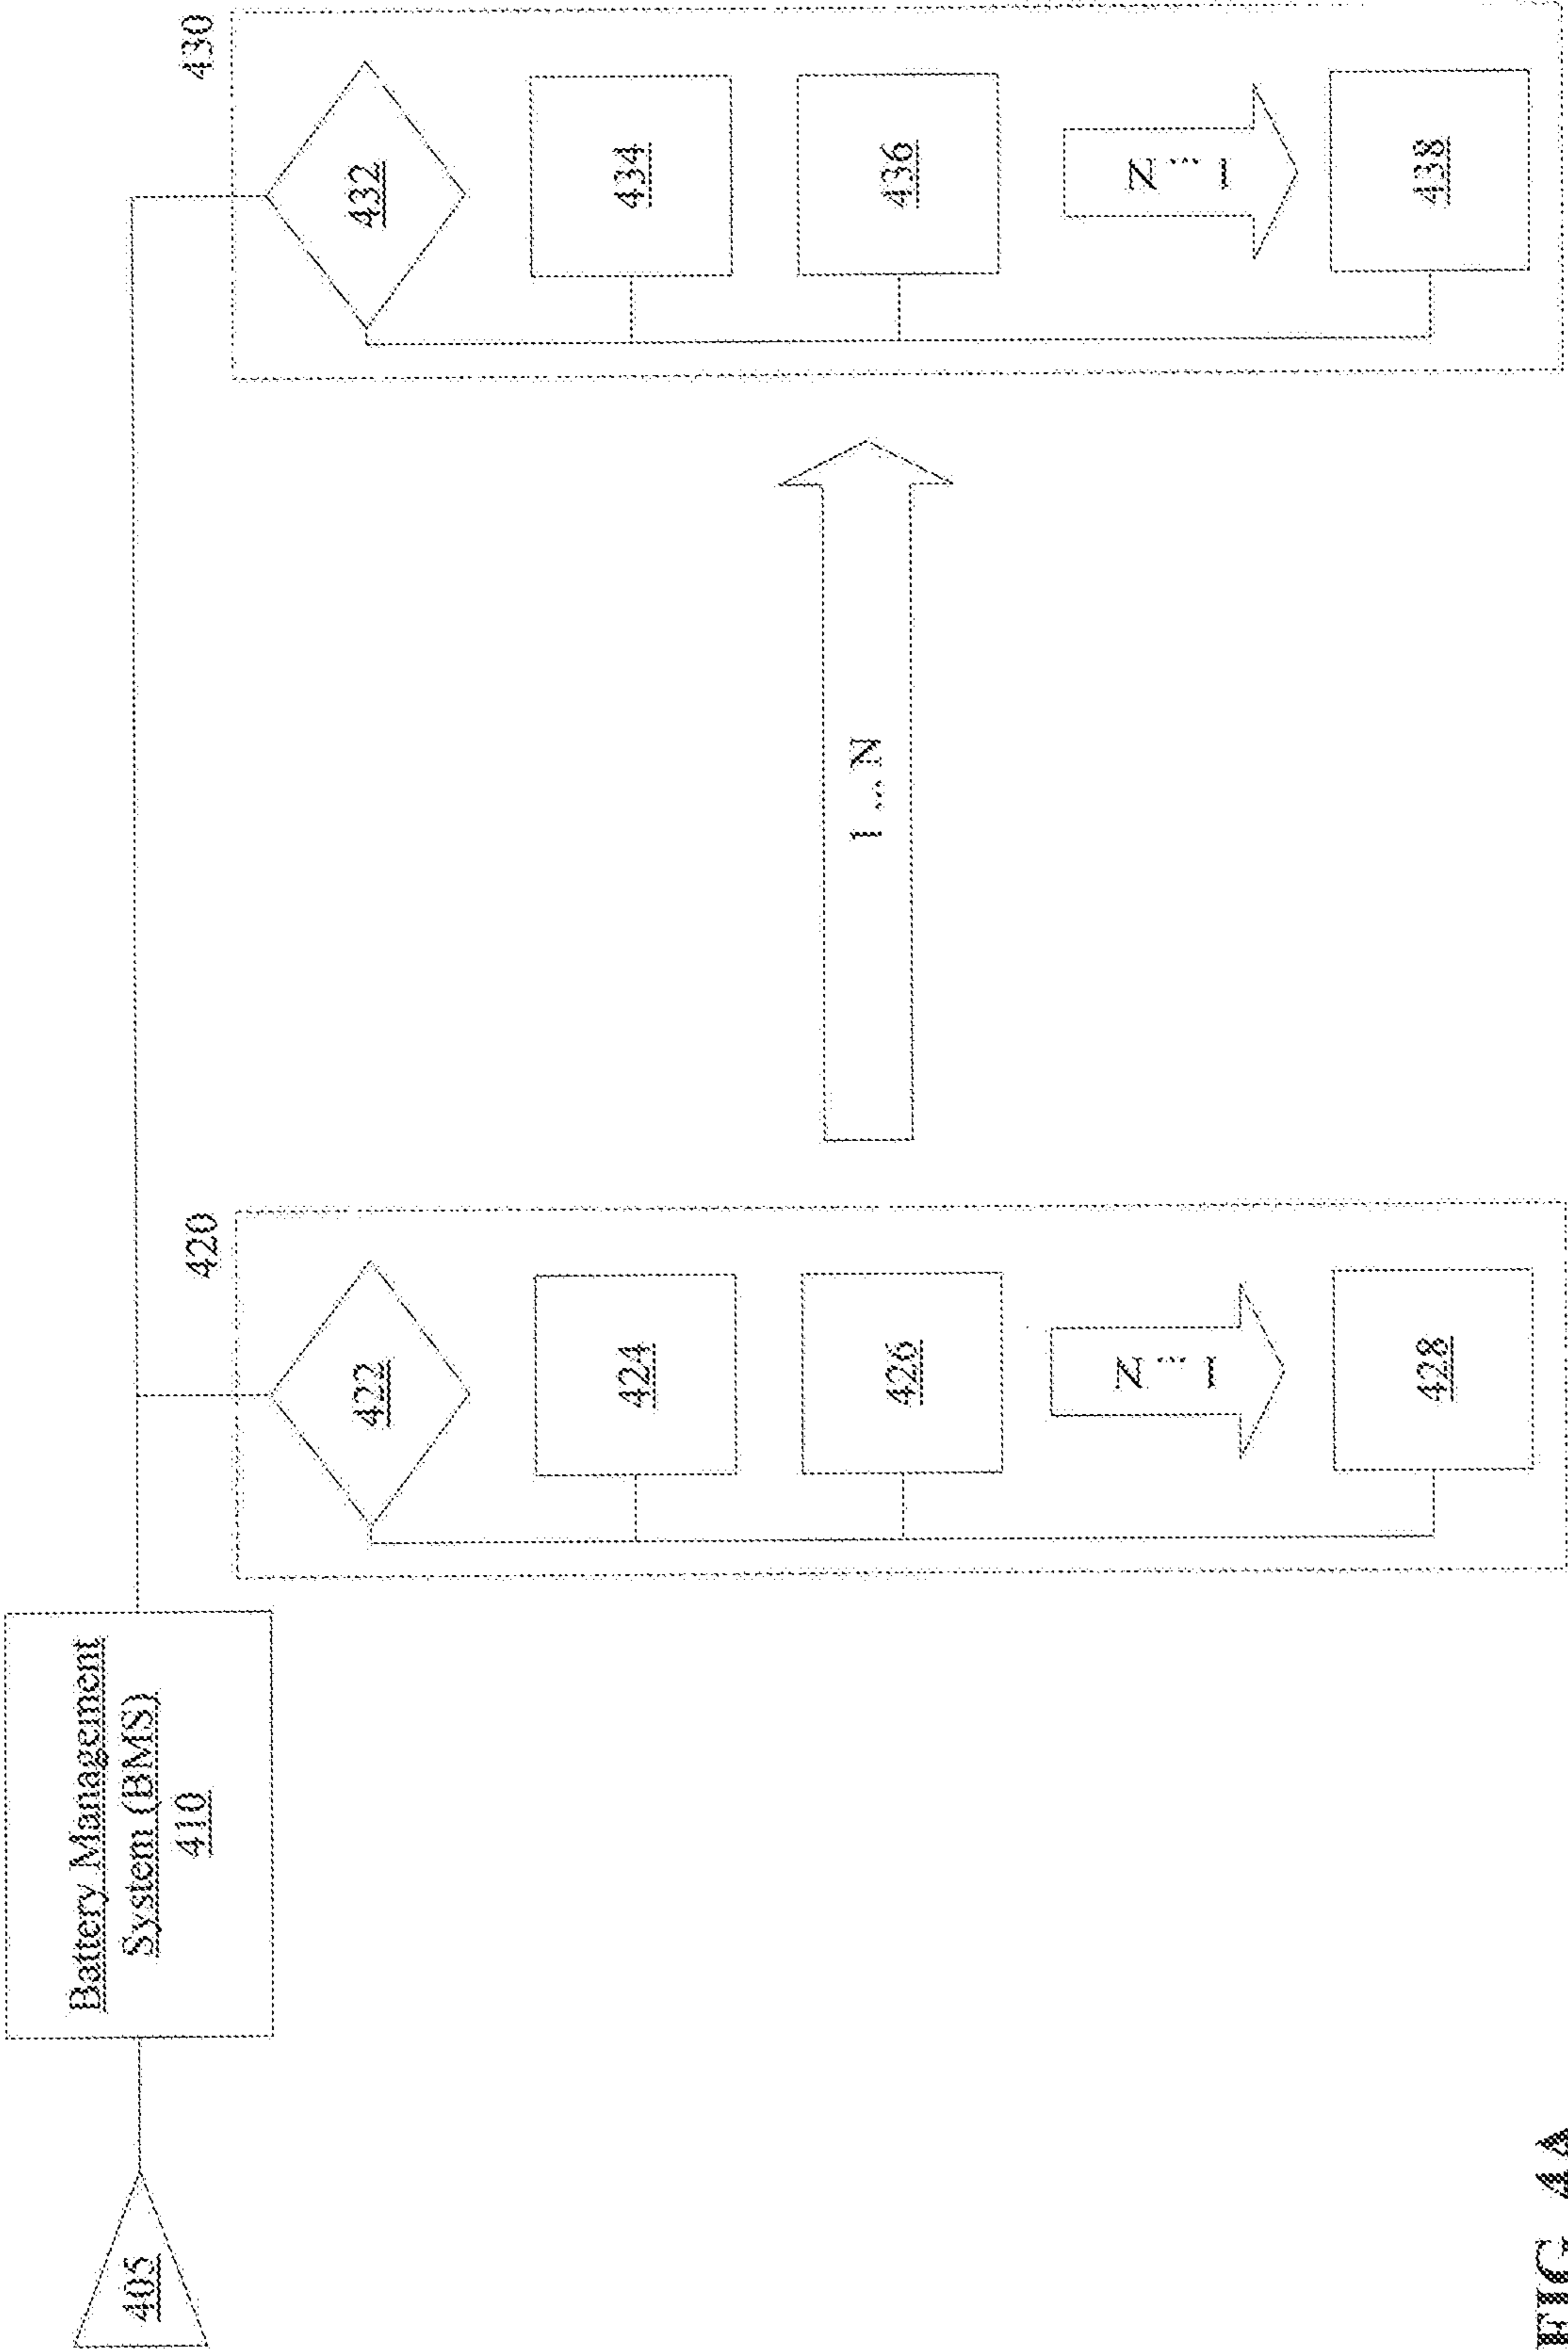 405
Battery Management
System (BMS)
410
420
422
424
426
1 ... N
428
1 ... N
430
432
434
436
1 ... N
438
FIG. 4A